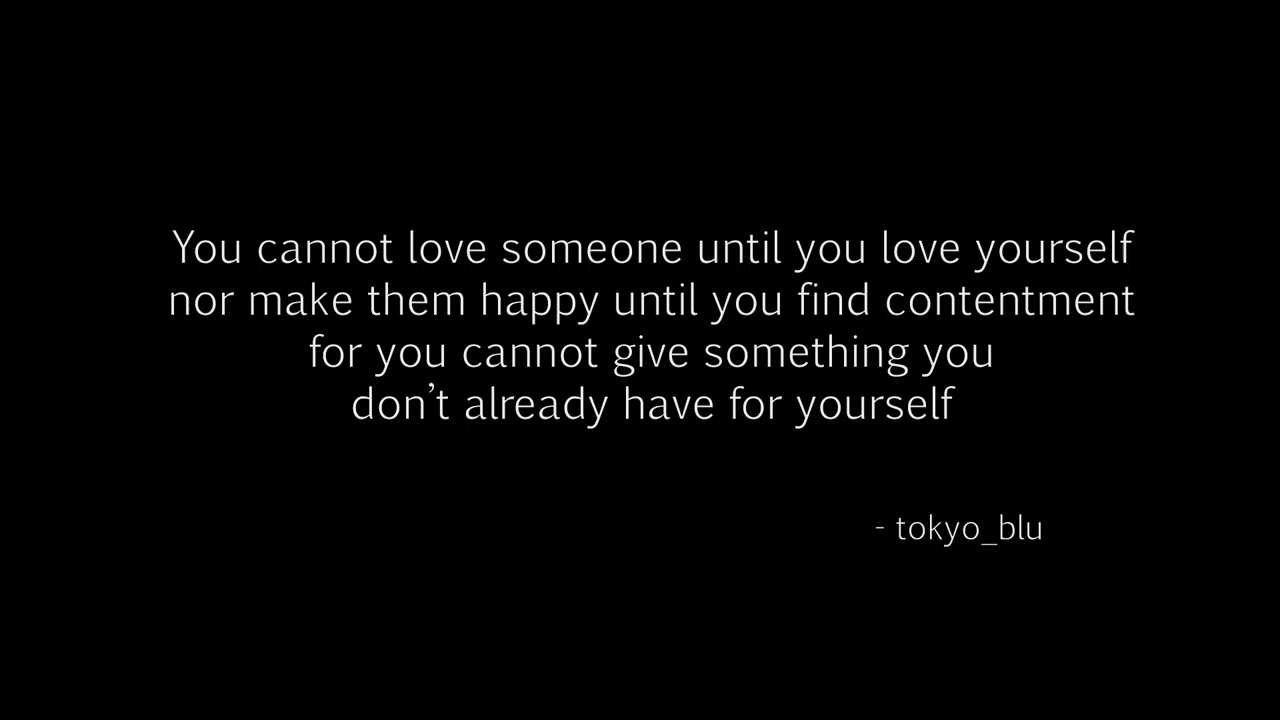 You cannot love someone until you love yourself
nor make them happy until you find contentment
for you cannot give something you
don’t already have for yourself
- tokyo_blu